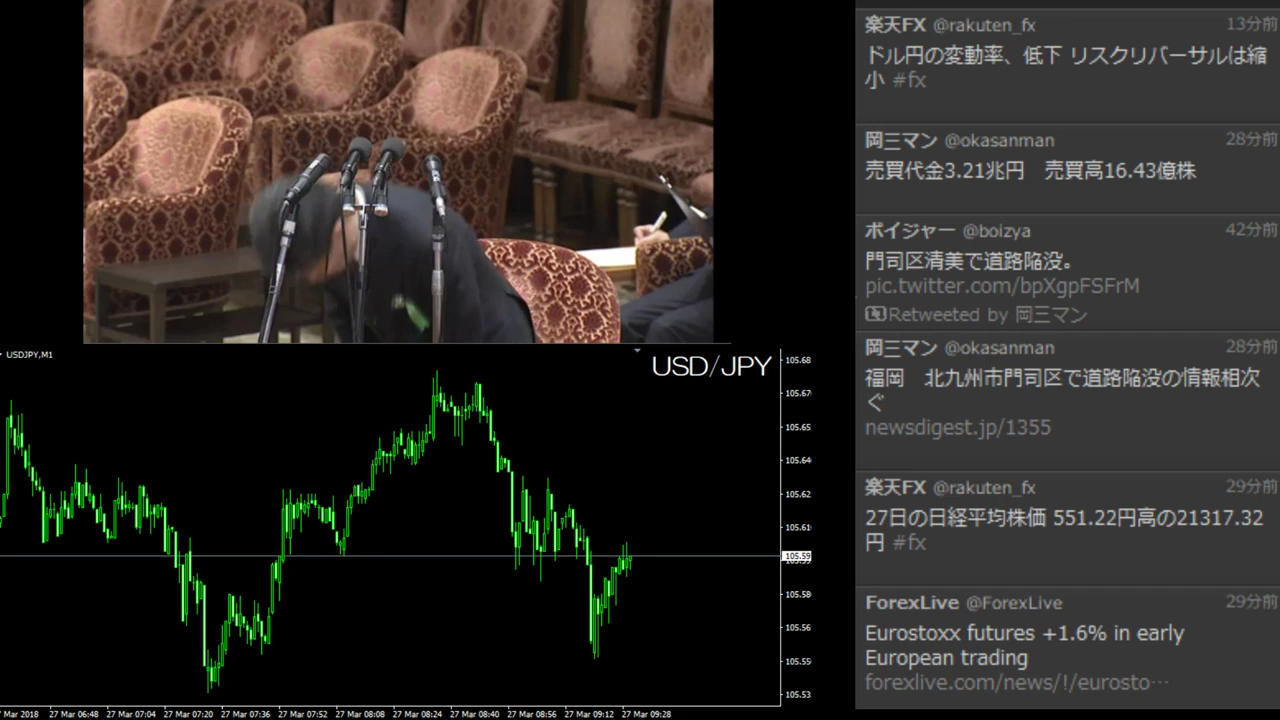 楽天FX @rakuten_fx 13分前
ドル円の変動率、低下 リスクリバーサルは縮
小 #fx
岡三マン @okasanman 28分前
売買代金3.21兆円 売買高16.43億株
ボイジャー @boizya 42分前
門司区清美で道路陥没。
pic.twitter.com/bpXgpFSFrM
Retweeted by 岡三マン
岡三マン @okasanman 28分前
福岡 北九州市門司区で道路陥没の情報相次
ぐ
newsdigest.jp/1355
楽天FX @rakuten_fx 29分前
27日の日経平均株価 551.22円高の21317.32
円 #fx
ForexLive @ForexLive 29分前
Eurostoxx futures +1.6% in early
European trading
forexlive.com/news/!/eurosto…
USDJPY,M1
USD/JPY
105.68
105.67
105.65
105.64
105.62
105.61
105.59
105.58
105.56
105.55
105.53
Mar 2018 27 Mar 06:48 27 Mar 07:04 27 Mar 07:20 27 Mar 07:36 27 Mar 07:52 27 Mar 08:08 27 Mar 08:24 27 Mar 08:40 27 Mar 08:56 27 Mar 09:12 27 Mar 09:28